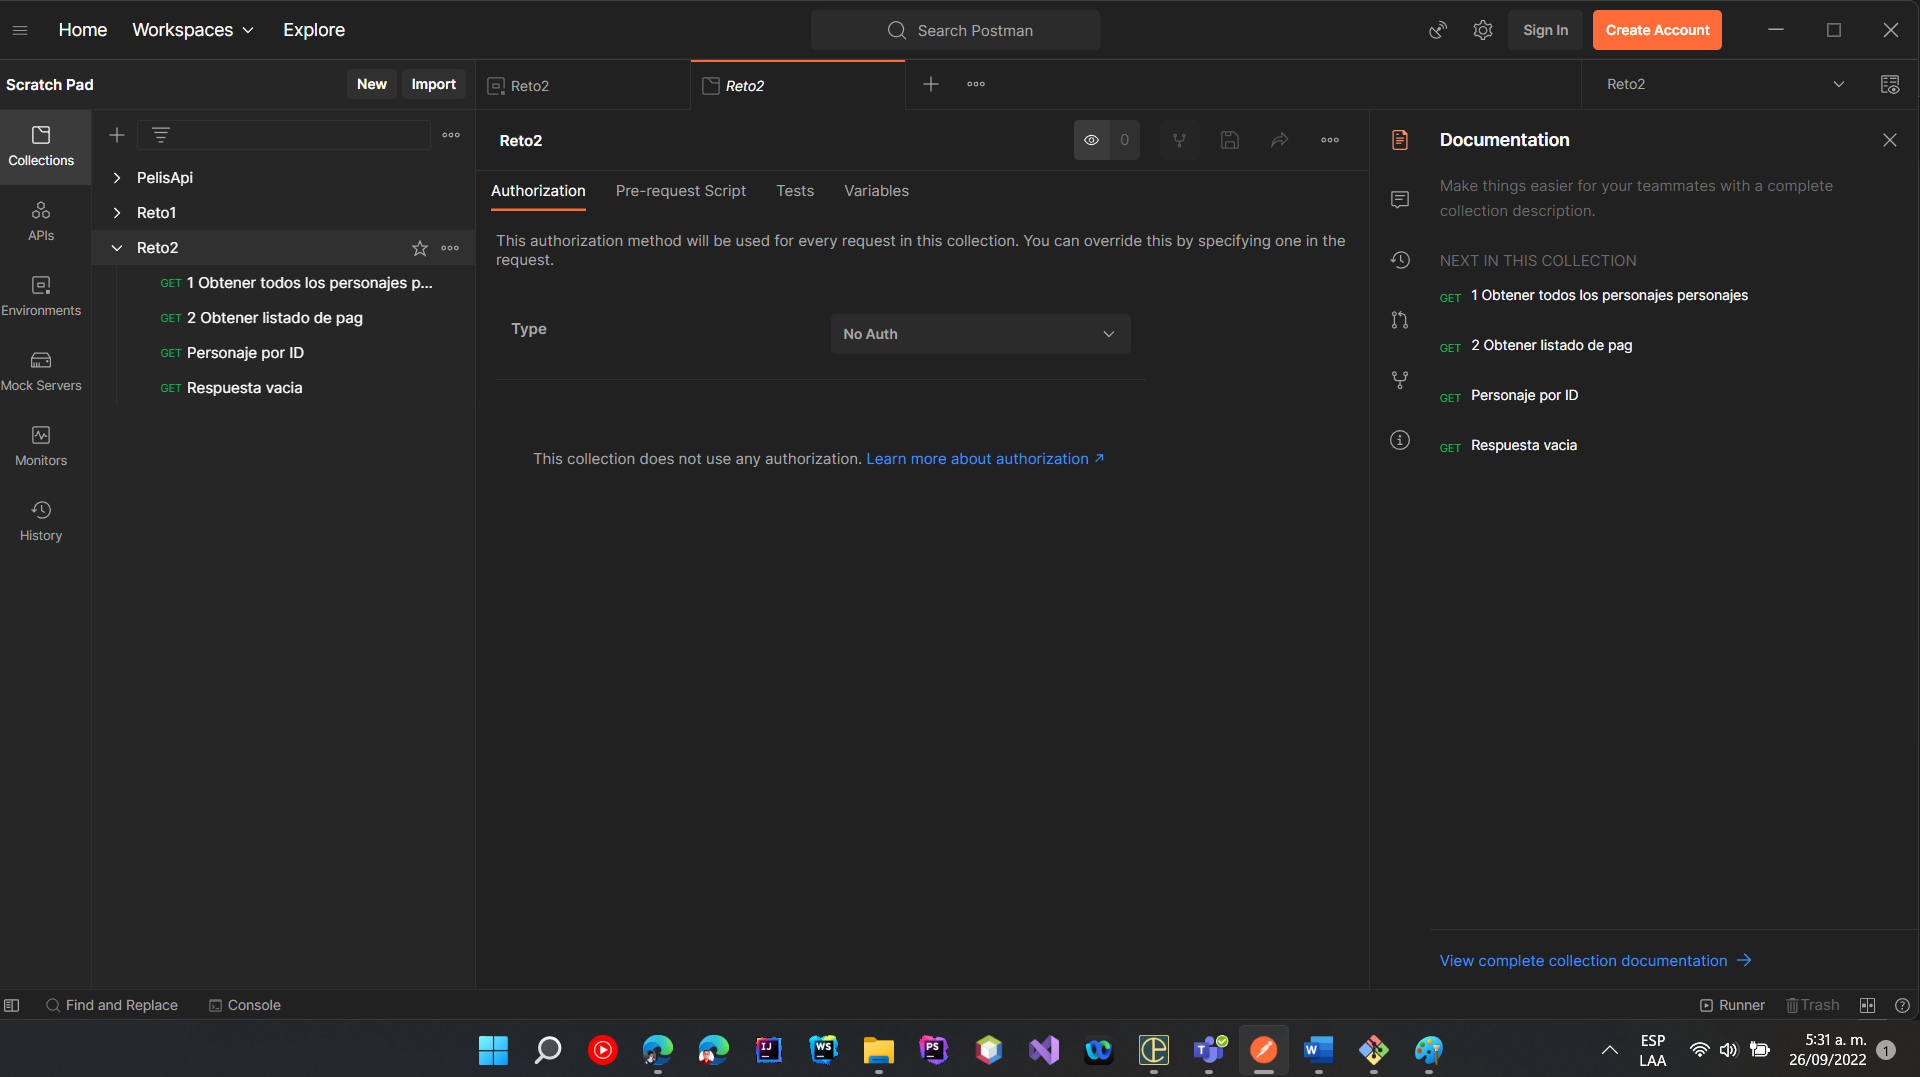 Home
Workspaces
Explore
Search Postman
Sign In
Create Account
Scratch Pad
New
Import
Reto2
Reto2
Reto2
Collections
APIs
Environments
Mock Servers
Monitors
History
PelisApi
Reto1
Reto2
GET 1 Obtener todos los personajes p...
GET 2 Obtener listado de pag
GET Personaje por ID
GET Respuesta vacia
Reto2
0
Authorization
Pre-request Script
Tests
Variables
This authorization method will be used for every request in this collection. You can override this by specifying one in the
request.
Type
No Auth
This collection does not use any authorization. Learn more about authorization ↗
Documentation
Make things easier for your teammates with a complete
collection description.
NEXT IN THIS COLLECTION
GET 1 Obtener todos los personajes personajes
GET 2 Obtener listado de pag
GET Personaje por ID
GET Respuesta vacia
View complete collection documentation →
Find and Replace
Console
Runner
Trash
IJ
WS
PS
T
W
ESP
LAA
5:31 a. m.
26/09/2022
1